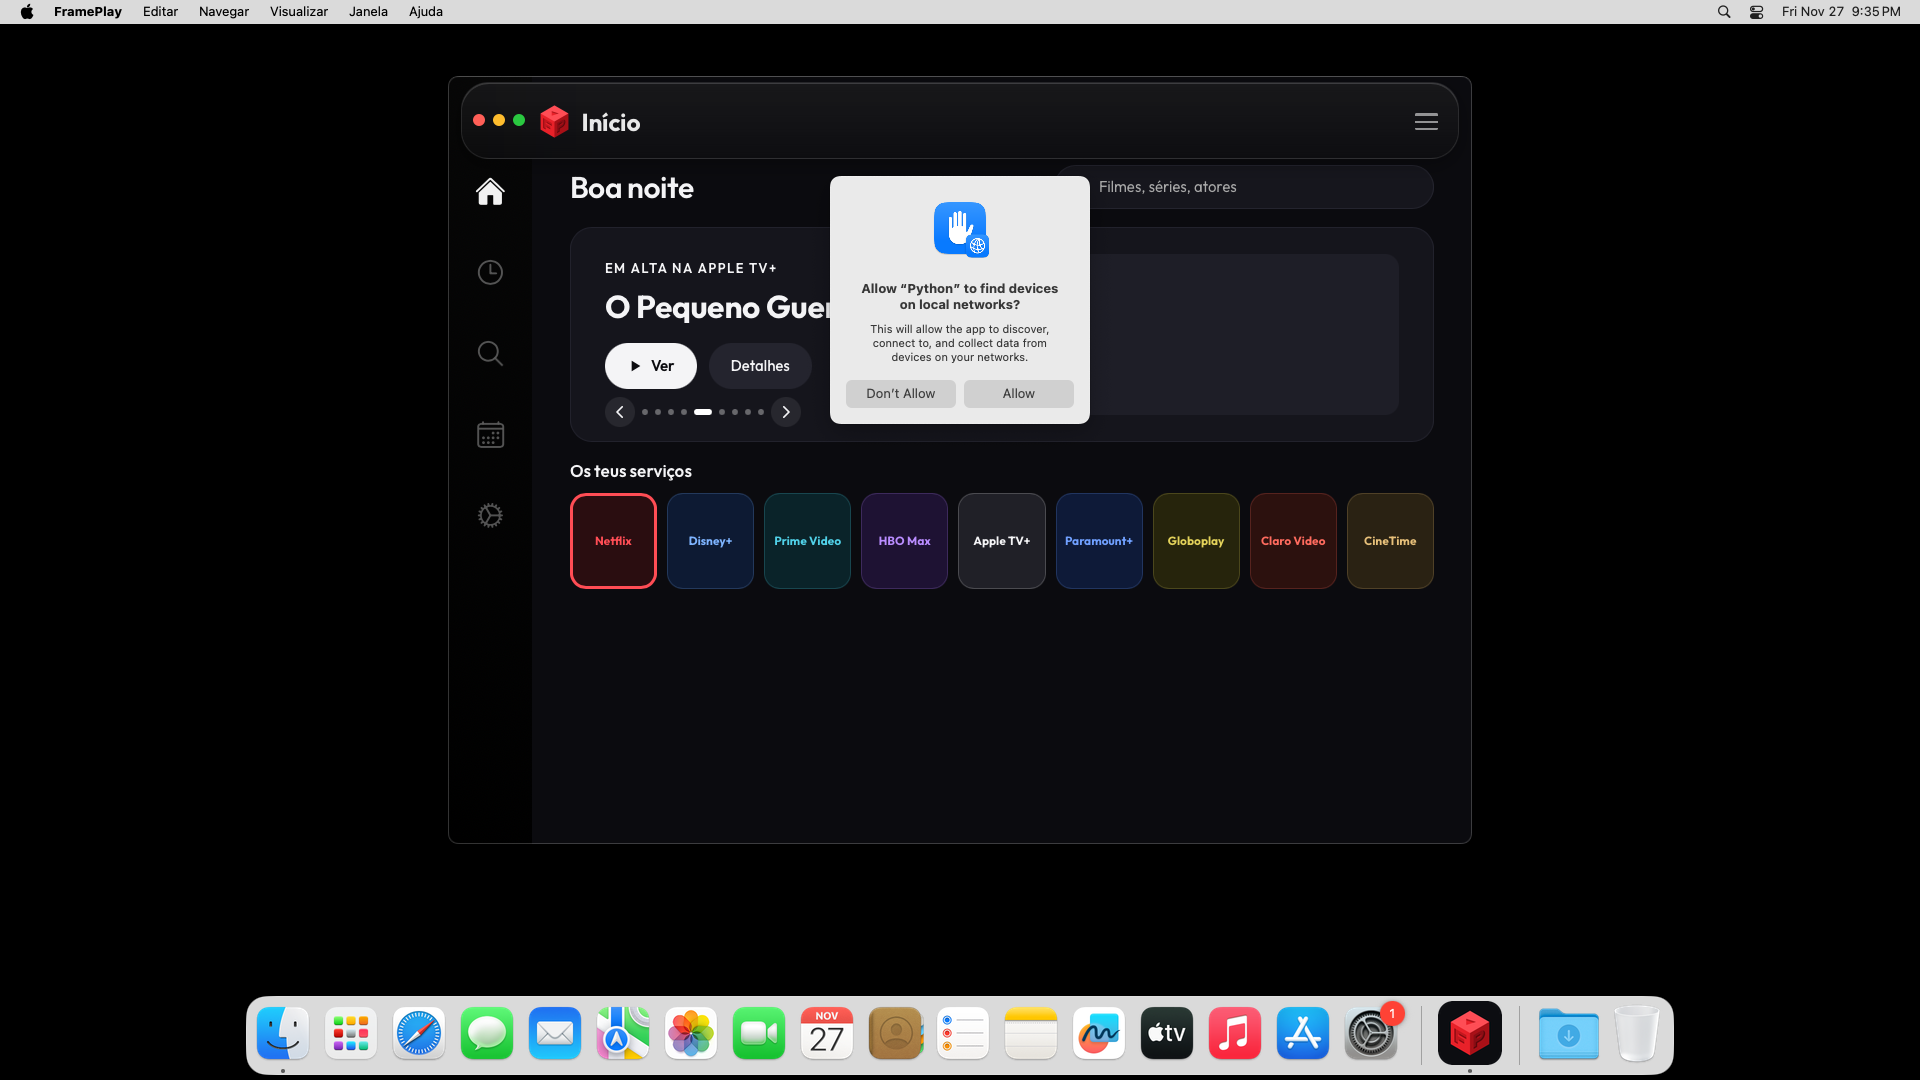 FramePlay Editar Navegar Visualizar Janela Ajuda
Fri Nov 27 9:35 PM
Início
Boa noite
Filmes, séries, atores
EM ALTA NA APPLE TV+
O Pequeno Guer
Ver
Detalhes
Allow “Python” to find devices
on local networks?
This will allow the app to discover,
connect to, and collect data from
devices on your networks.
Don’t Allow
Allow
Os teus serviços
Netflix
Disney+
Prime Video
HBO Max
Apple TV+
Paramount+
Globoplay
Claro Video
CineTime
NOV
27
tv
1